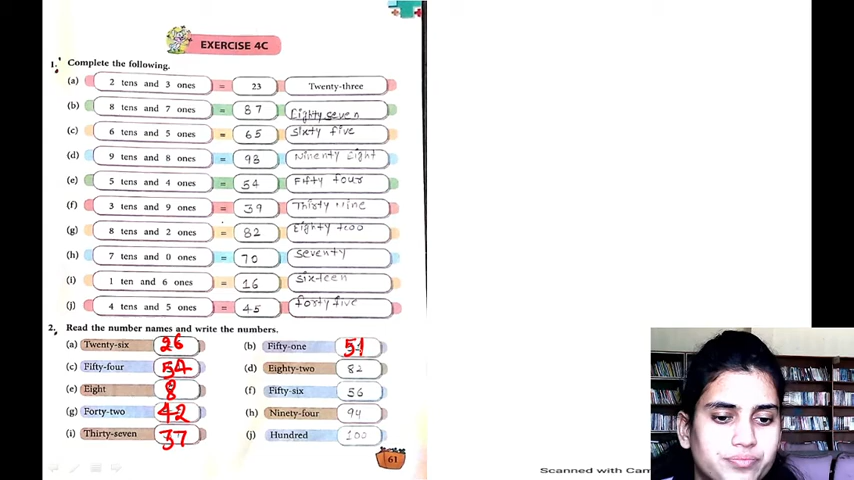 EXERCISE 4C
1. Complete the following.
(a) 2 tens and 3 ones = 23 Twenty-three
(b) 8 tens and 7 ones = 87 Eighty seven
(c) 6 tens and 5 ones = 65 sixty five
(d) 9 tens and 8 ones = 98 Ninenty Eight
(e) 5 tens and 4 ones = 54 Fifty four
(f) 3 tens and 9 ones = 39 Thirty Nine
(g) 8 tens and 2 ones = 82 Eighty two
(h) 7 tens and 0 ones = 70 seventy
(i) 1 ten and 6 ones = 16 sixteen
(j) 4 tens and 5 ones = 45 forty five
2. Read the number names and write the numbers.
(a) Twenty-six 26 (b) Fifty-one 51
(c) Fifty-four 54 (d) Eighty-two 82
(e) Eight 8 (f) Fifty-six 56
(g) Forty-two 42 (h) Ninety-four 94
(i) Thirty-seven 37 (j) Hundred 100
61
Scanned with Cam